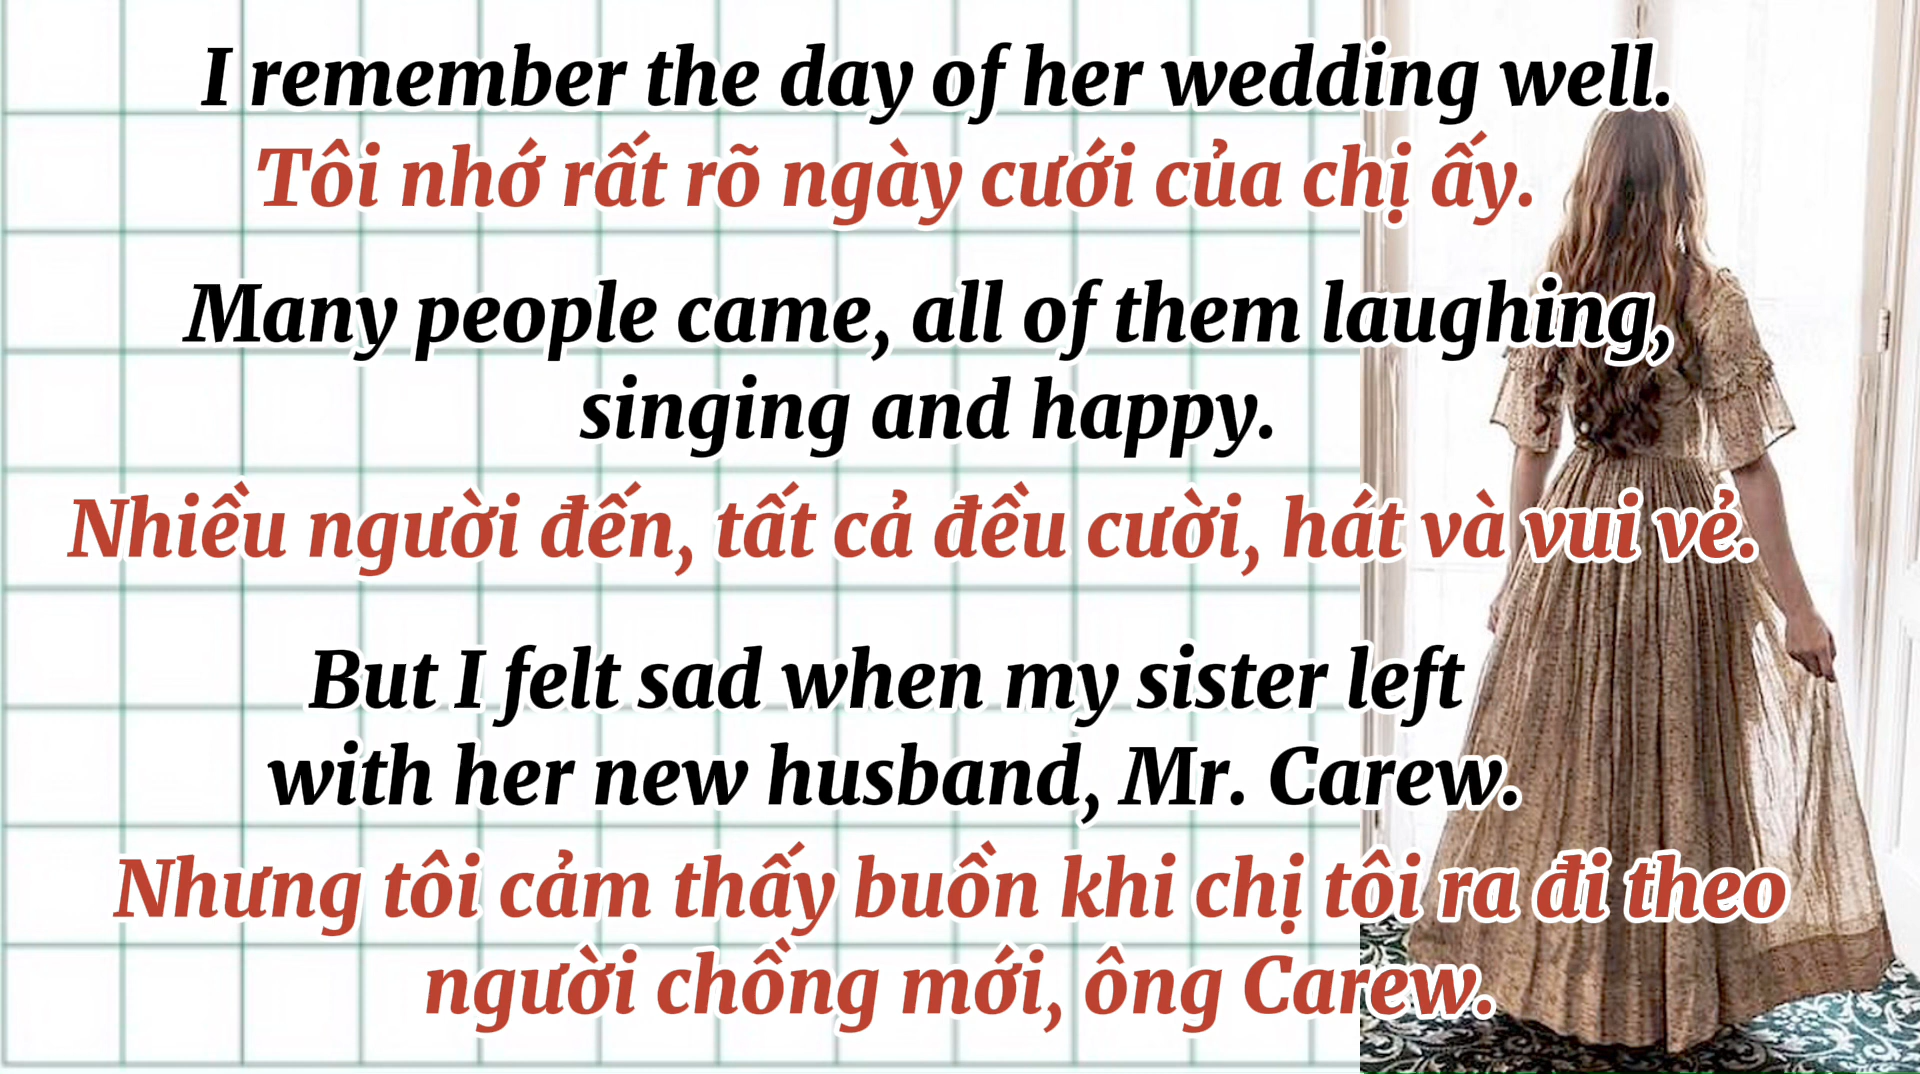 I remember the day of her wedding well.
Tôi nhớ rất rõ ngày cưới của chị ấy.
Many people came, all of them laughing,
singing and happy.
Nhiều người đến, tất cả đều cười, hát và vui vẻ.
But I felt sad when my sister left
with her new husband, Mr. Carew.
Nhưng tôi cảm thấy buồn khi chị tôi ra đi theo
người chồng mới, ông Carew.